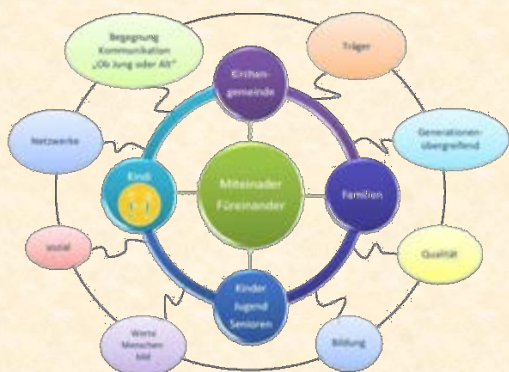 Begegnung
Kommunikation
„Ob Jung oder Alt“
Träger
Kirchen-
gemeinde
Netzwerke
Generationen-
übergreifend
Kindi
Miteinader
Füreinander
Familien
sozial
Qualität
Kinder
Jugend
Senioren
Werte
Menschen
bild
Bildung